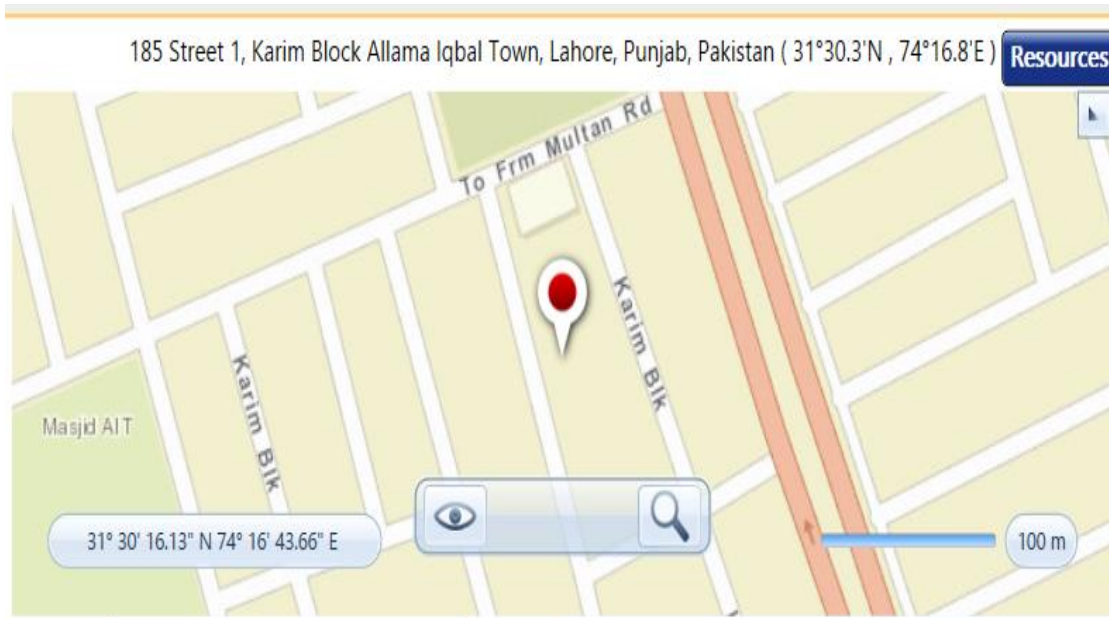 185 Street 1, Karim Block Allama Iqbal Town, Lahore, Punjab, Pakistan ( 31°30.3'N , 74°16.8'E )
Resources
To Frm Multan Rd
Karim Blk
Karim Blk
Masjid Al T
31° 30' 16.13" N 74° 16' 43.66" E
100 m